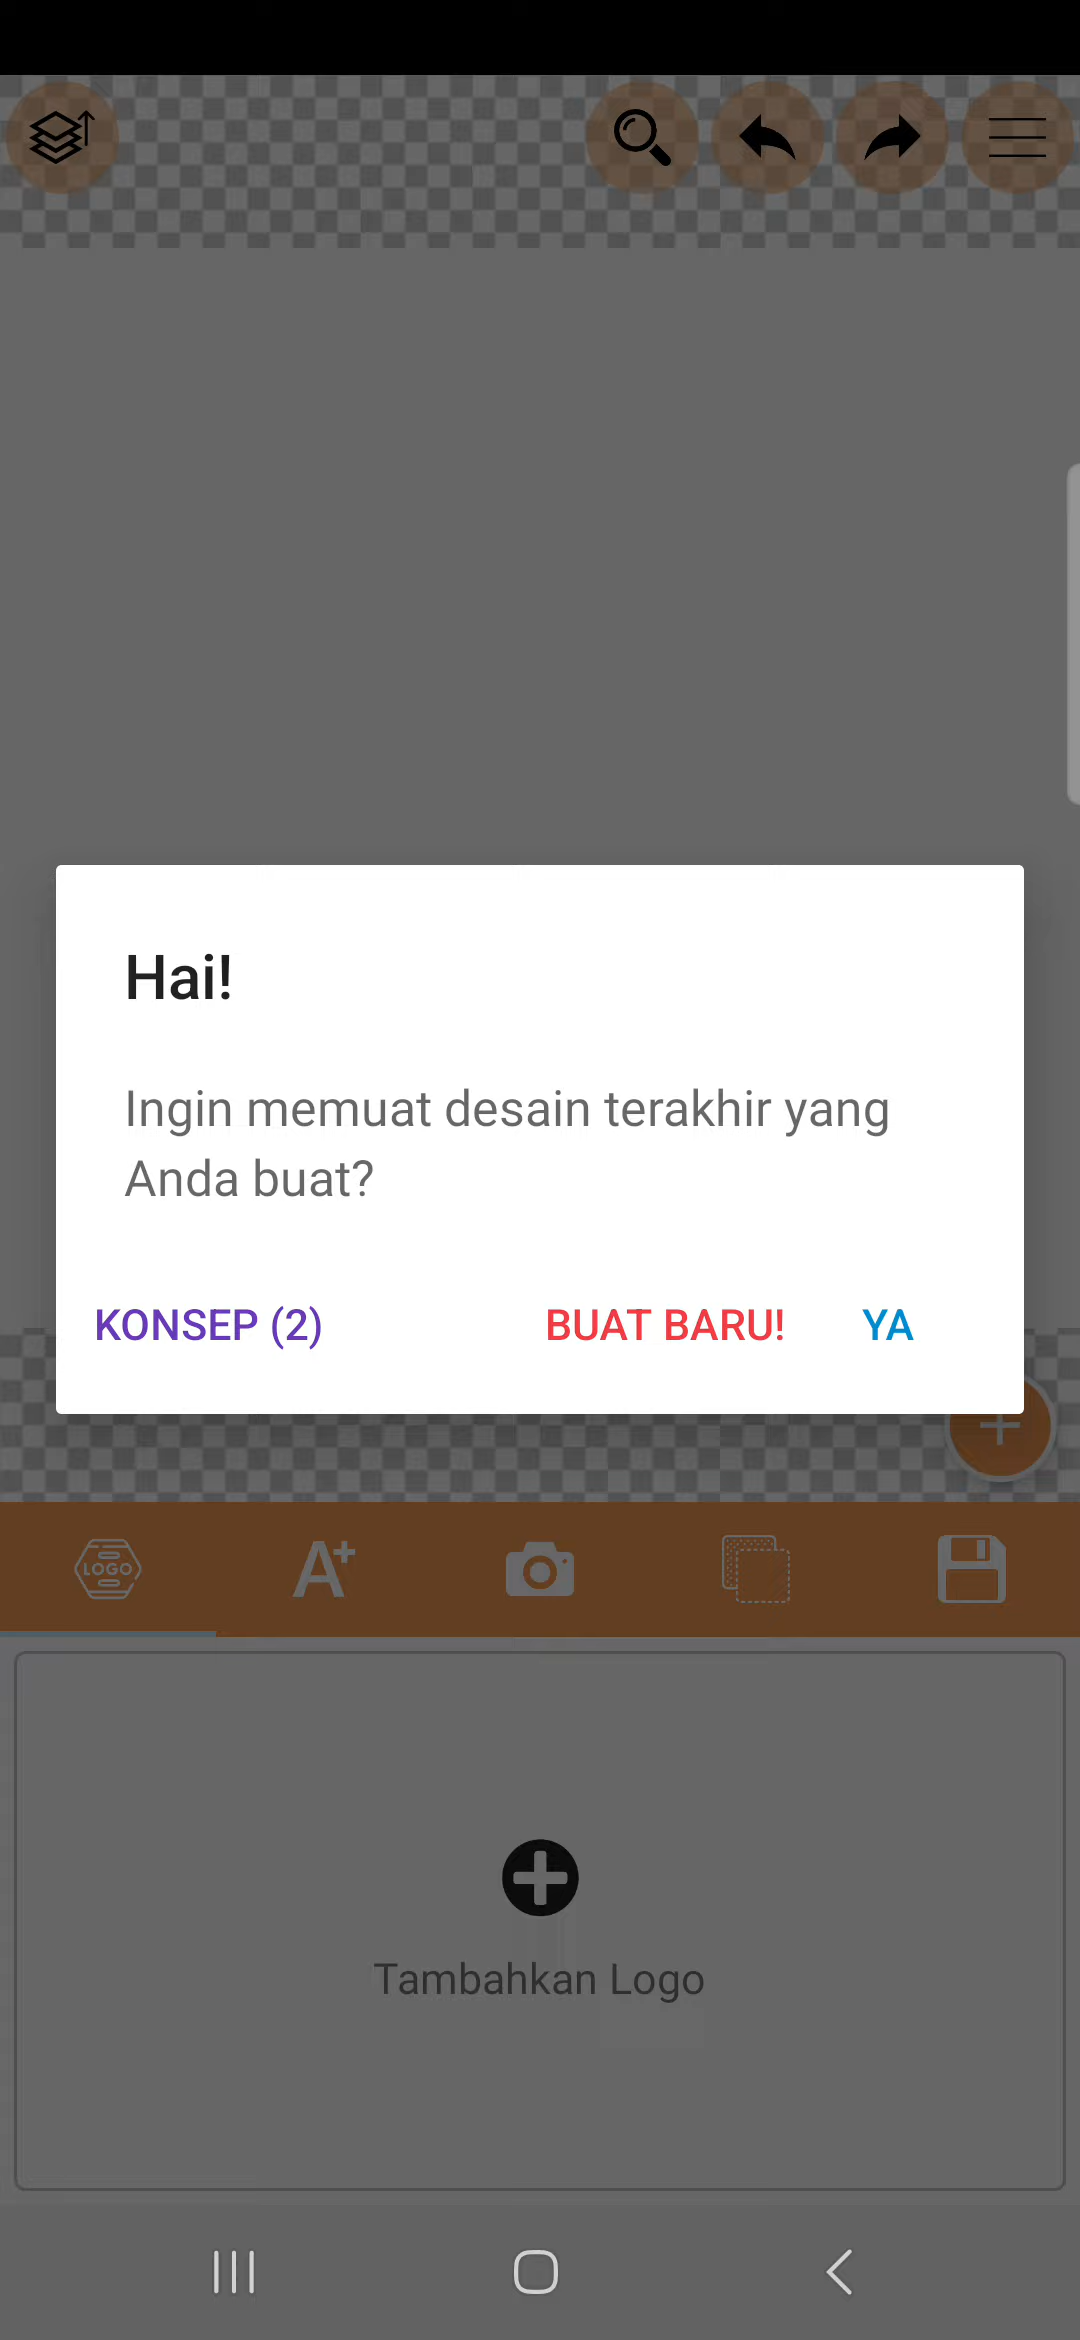 Hai!
Ingin memuat desain terakhir yang
Anda buat?
KONSEP (2)
BUAT BARU!
YA
LOGO
A+
Tambahkan Logo